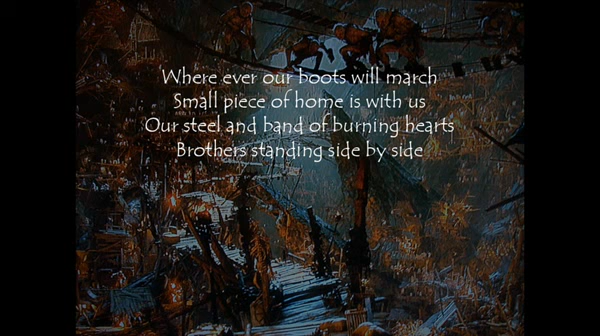 Where ever our boots will march
Small piece of home is with us
Our steel and band of burning hearts
Brothers standing side by side